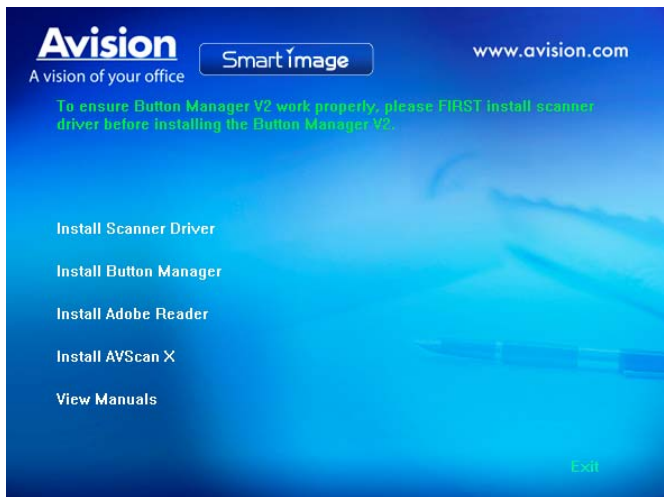 Avision
A vision of your office
Smart image
www.avision.com
To ensure Button Manager V2 work properly, please FIRST install scanner
driver before installing the Button Manager V2.
Install Scanner Driver
Install Button Manager
Install Adobe Reader
Install AVScan X
View Manuals
Exit